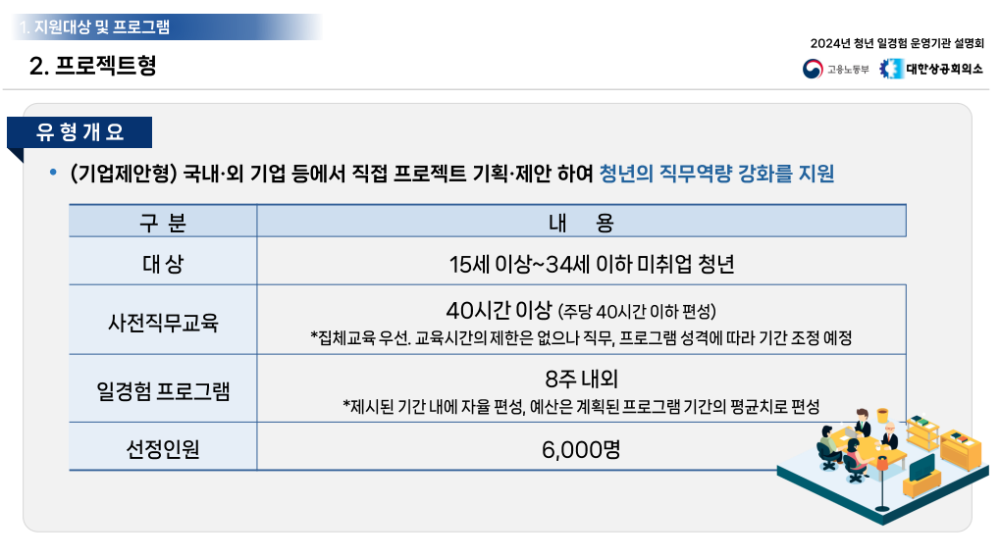 1. 지원대상 및 프로그램
2024년 청년 일경험 운영기관 설명회
2. 프로젝트형
고용노동부 대한상공회의소
유 형 개 요
• (기업제안형) 국내·외 기업 등에서 직접 프로젝트 기획·제안 하여 청년의 직무역량 강화를 지원
구 분 내 용
대 상 15세 이상~34세 이하 미취업 청년
사전직무교육 40시간 이상 (주당 40시간 이하 편성)
*집체교육 우선. 교육시간의 제한은 없으나 직무, 프로그램 성격에 따라 기간 조정 예정
일경험 프로그램 8주 내외
*제시된 기간 내에 자율 편성, 예산은 계획된 프로그램 기간의 평균치로 편성
선정인원 6,000명